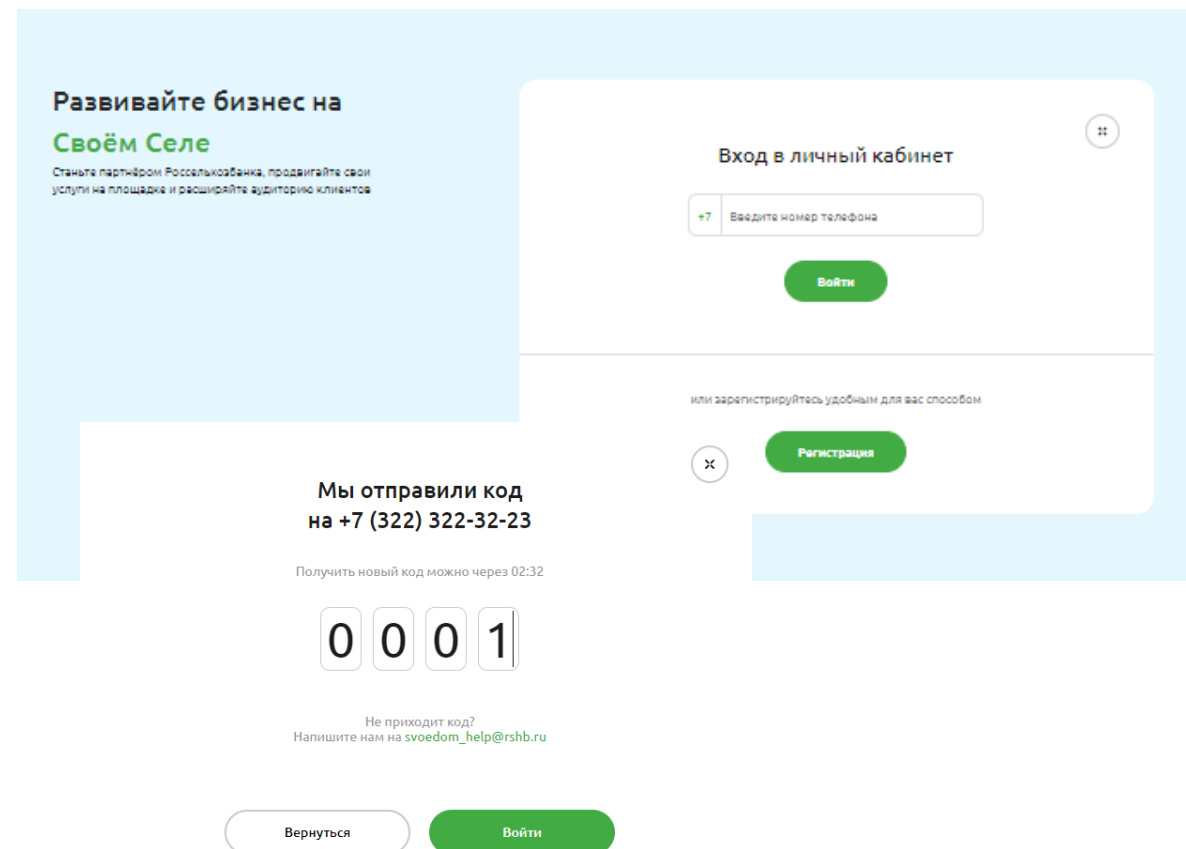 Развивайте бизнес на
Своём Селе
Станьте партнёром Россельхозбанка, продвигайте свои
услуги на площадке и расширяйте аудиторию клиентов
Вход в личный кабинет
+7 Введите номер телефона
Войти
или зарегистрируйтесь удобным для вас способом
Регистрация
Мы отправили код
на +7 (322) 322-32-23
Получить новый код можно через 02:32
0 0 0 1
Не приходит код?
Напишите нам на svoedom_help@rshb.ru
Вернуться Войти